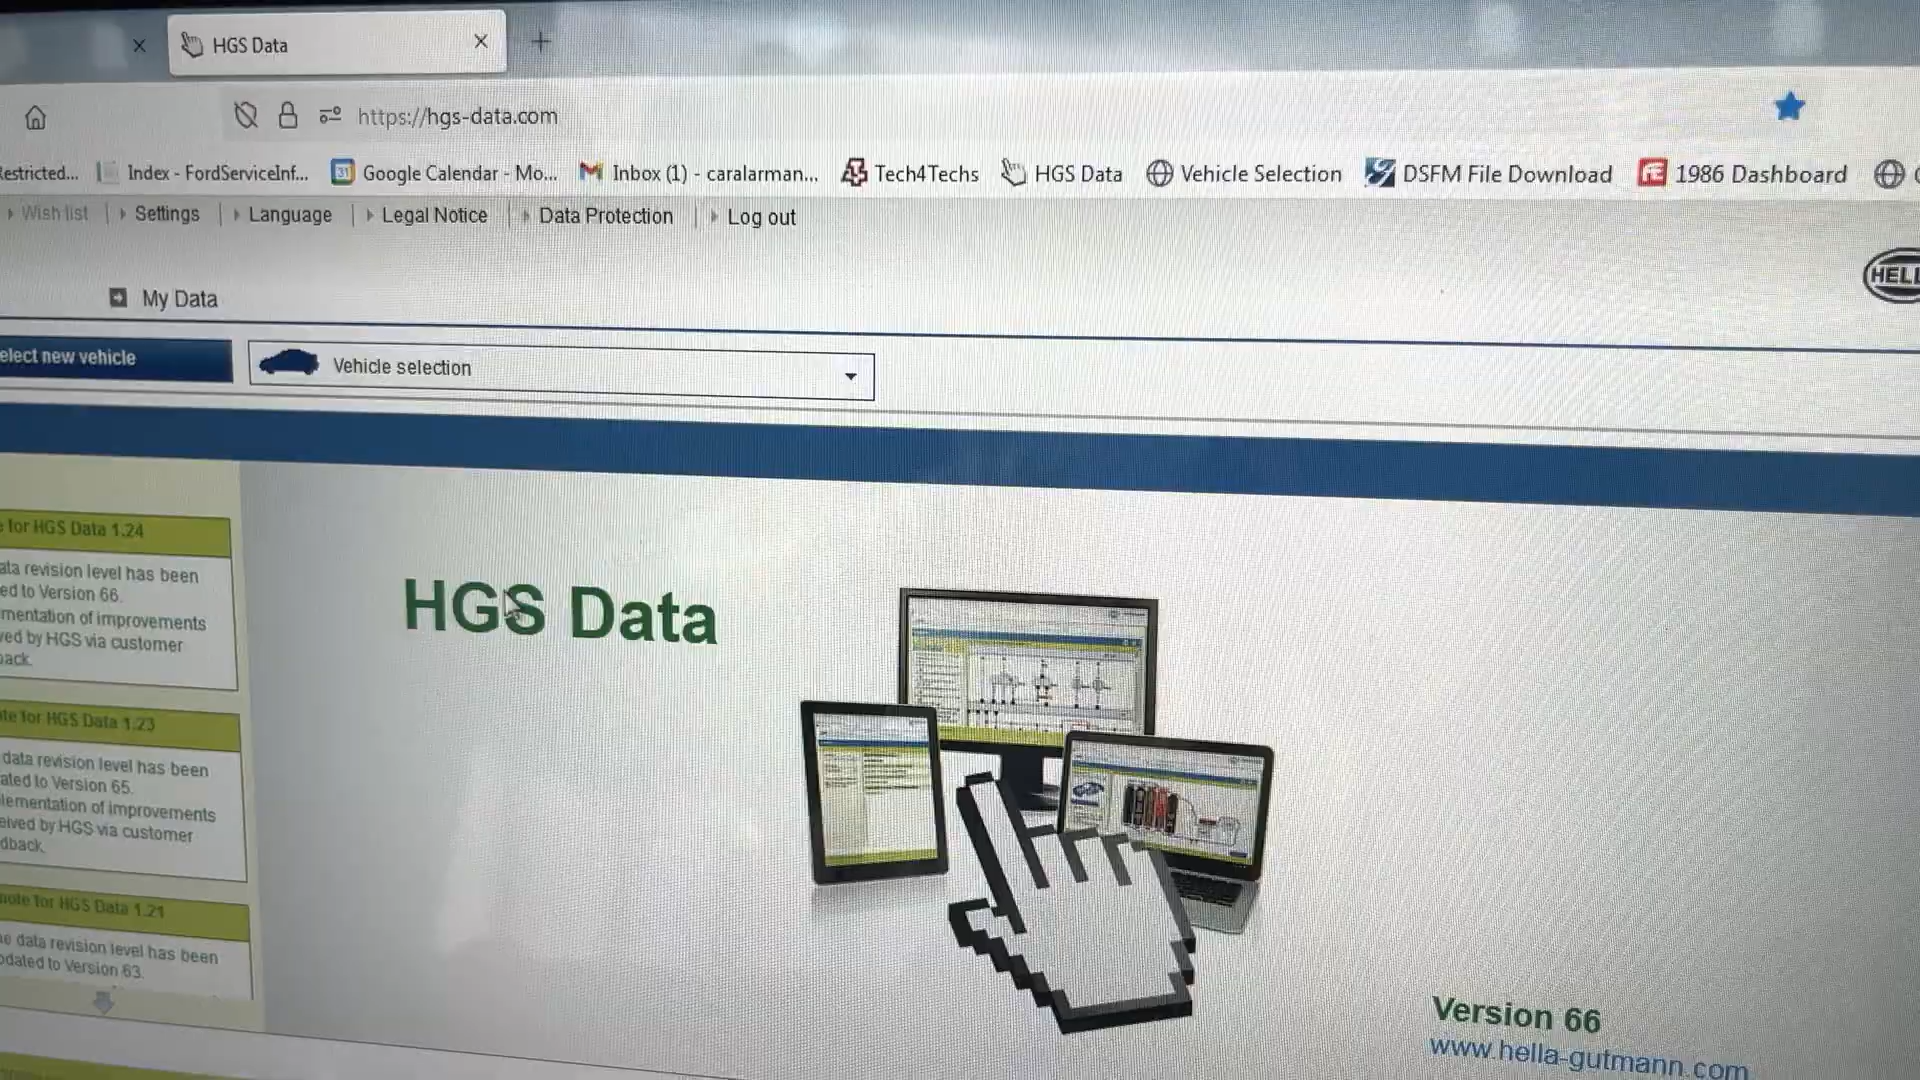 HGS Data
https://hgs-data.com
Restricted... Index - FordServiceInf... Google Calendar - Mo... Inbox (1) - caralarman... Tech4Techs HGS Data Vehicle Selection DSFM File Download 1986 Dashboard
Wish list Settings Language Legal Notice Data Protection Log out
HELL
My Data
elect new vehicle Vehicle selection
e for HGS Data 1.24
ata revision level has been
ed to Version 66.
mentation of improvements
ved by HGS via customer
back.
te for HGS Data 1.23
data revision level has been
ated to Version 65.
lementation of improvements
eived by HGS via customer
dback.
note for HGS Data 1.21
e data revision level has been
pdated to Version 63.
HGS Data
Version 66
www.hella-gutmann.com